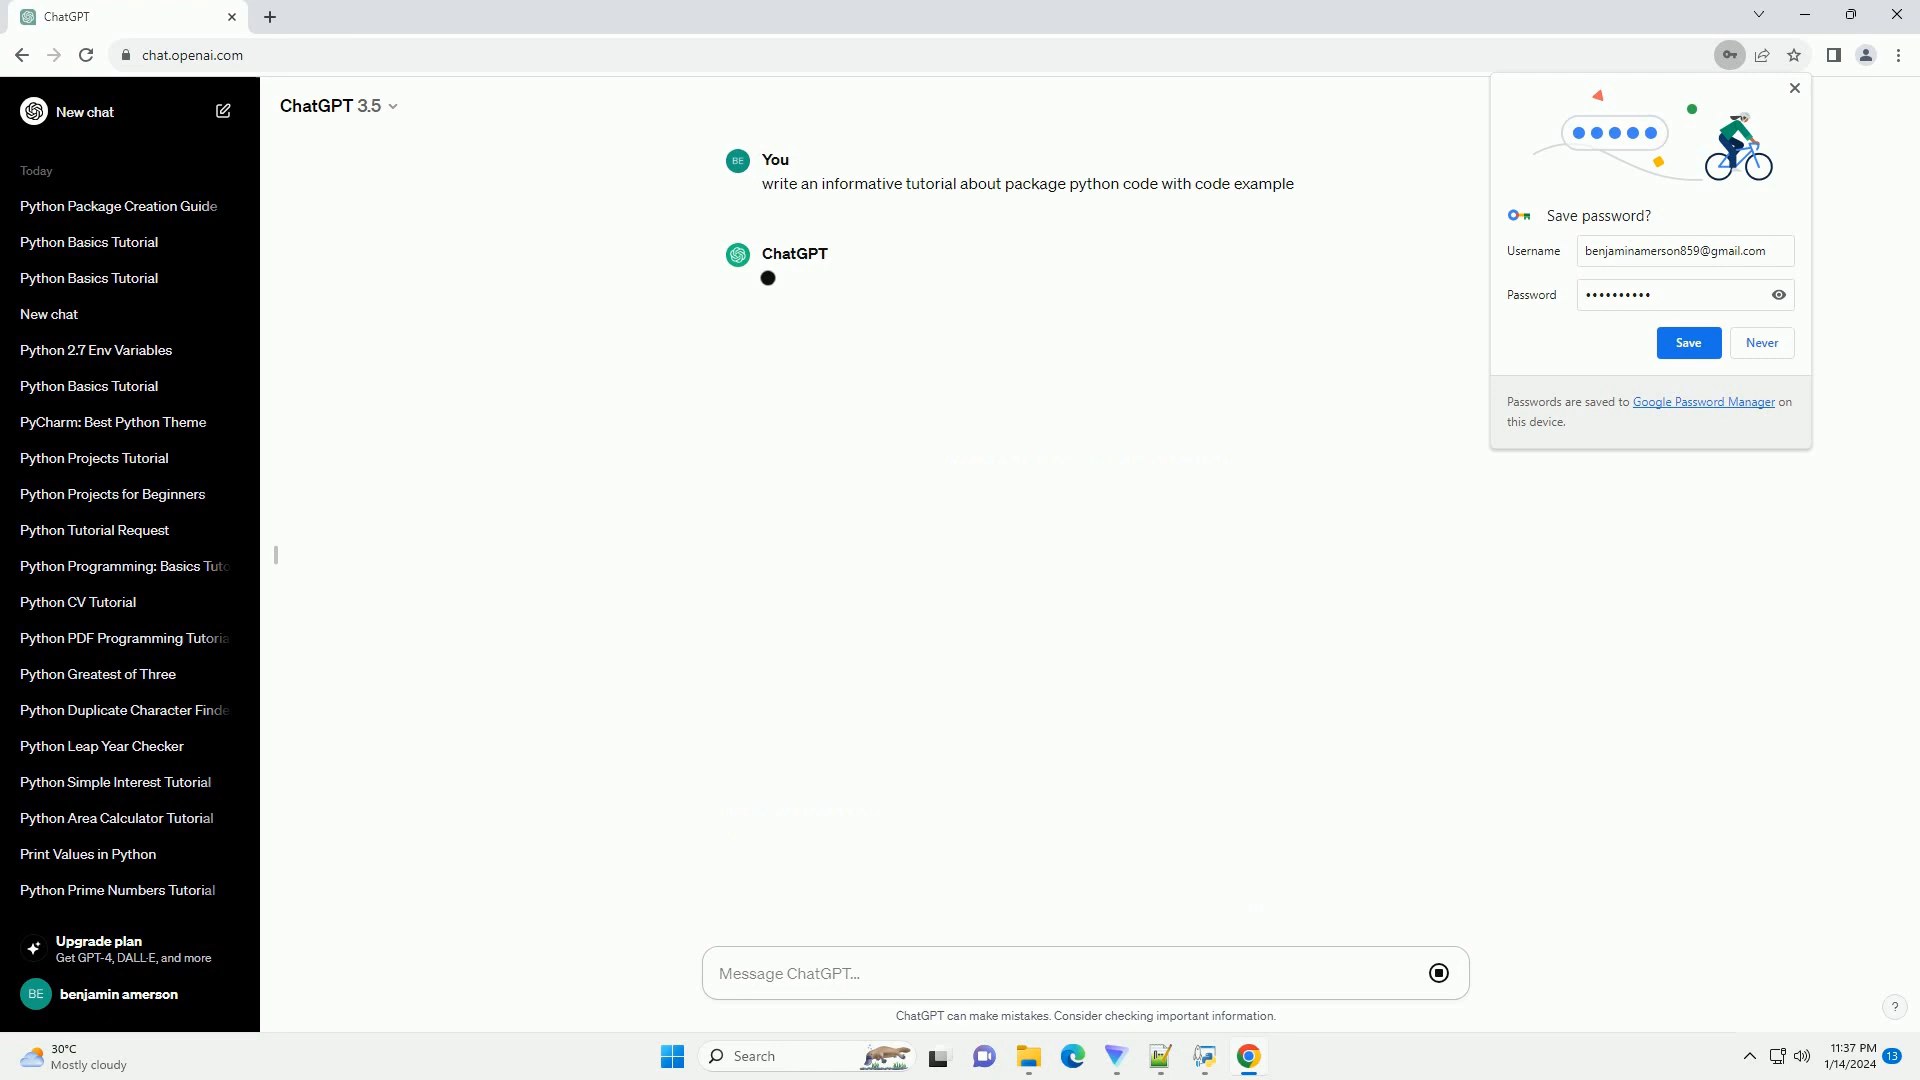 ChatGPT
chat.openai.com
New chat
Today
Python Package Creation Guide
Python Basics Tutorial
Python Basics Tutorial
New chat
Python 2.7 Env Variables
Python Basics Tutorial
PyCharm: Best Python Theme
Python Projects Tutorial
Python Projects for Beginners
Python Tutorial Request
Python Programming: Basics Tuto
Python CV Tutorial
Python PDF Programming Tutoria
Python Greatest of Three
Python Duplicate Character Finde
Python Leap Year Checker
Python Simple Interest Tutorial
Python Area Calculator Tutorial
Print Values in Python
Python Prime Numbers Tutorial
Upgrade plan
Get GPT-4, DALL·E, and more
BE benjamin amerson
ChatGPT 3.5
BE You
write an informative tutorial about package python code with code example
ChatGPT
Message ChatGPT...
ChatGPT can make mistakes. Consider checking important information.
?
Save password?
Username benjaminamerson859@gmail.com
Password ••••••••••
Save Never
Passwords are saved to Google Password Manager on
this device.
30°C
Mostly cloudy
Search
11:37 PM
1/14/2024
13